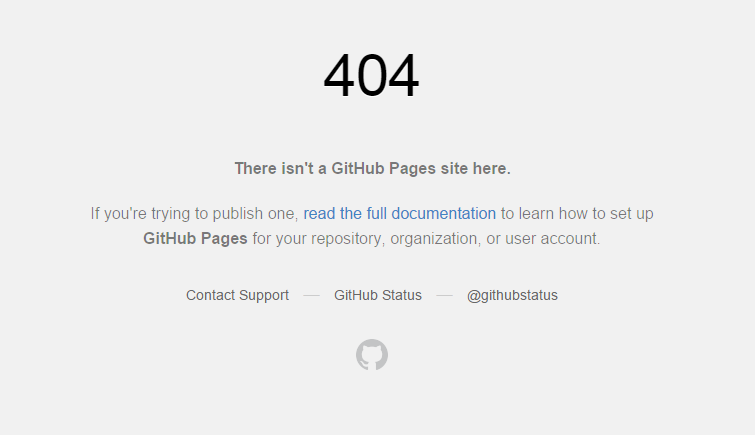 404
There isn't a GitHub Pages site here.
If you're trying to publish one, read the full documentation to learn how to set up
GitHub Pages for your repository, organization, or user account.
Contact Support — GitHub Status — @githubstatus